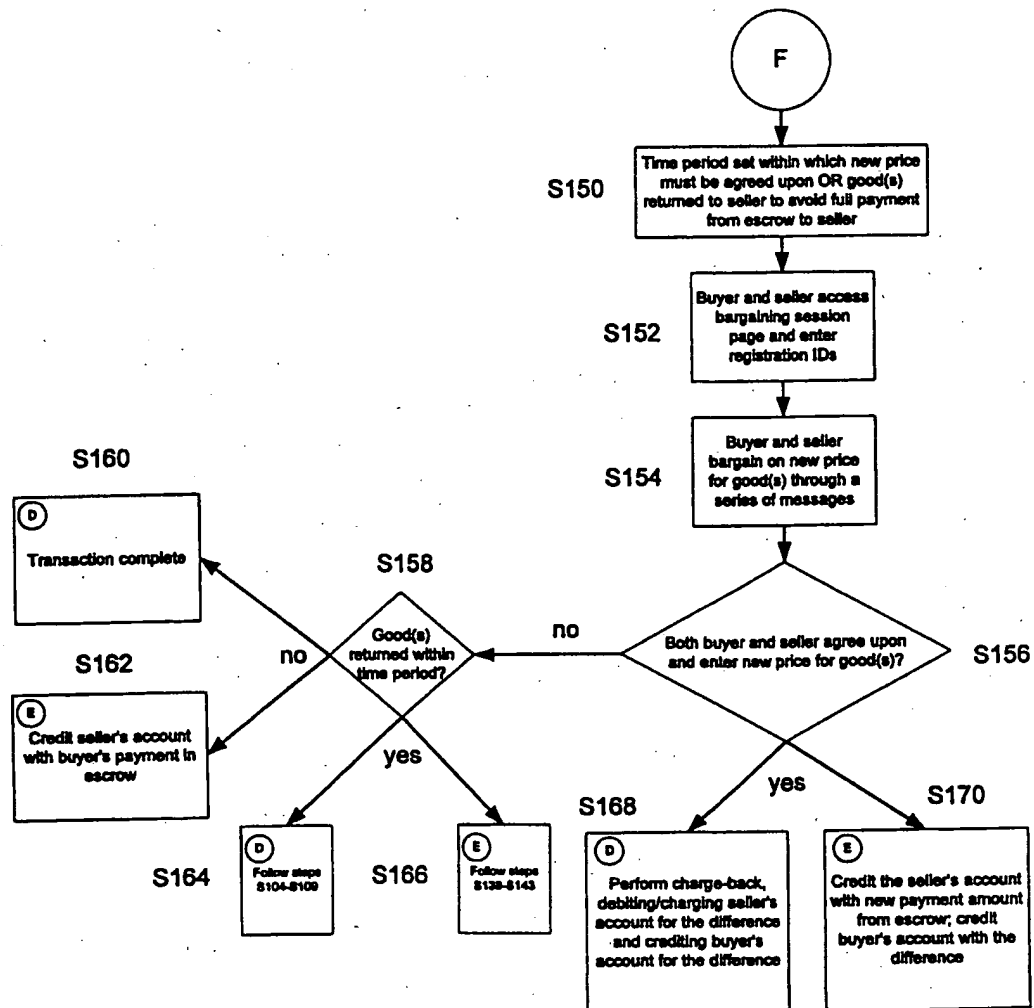 F
S150
Time period set within which new price
must be agreed upon OR good(s)
returned to seller to avoid full payment
from escrow to seller
S152
Buyer and seller access
bargaining session
page and enter
registration IDs
S154
Buyer and seller
bargain on new price
for good(s) through a
series of messages
S156
Both buyer and seller agree upon
and enter new price for good(s)?
no
yes
S158
Good(s)
returned within
time period?
no
yes
S160
D
Transaction complete
S162
E
Credit seller's account
with buyer's payment in
escrow
S164
D
Follow steps
S104-S109
S166
E
Follow steps
S138-S143
S168
D
Perform charge-back,
debiting/charging seller's
account for the difference
and crediting buyer's
account for the difference
S170
E
Credit the seller's account
with new payment amount
from escrow; credit
buyer's account with the
difference